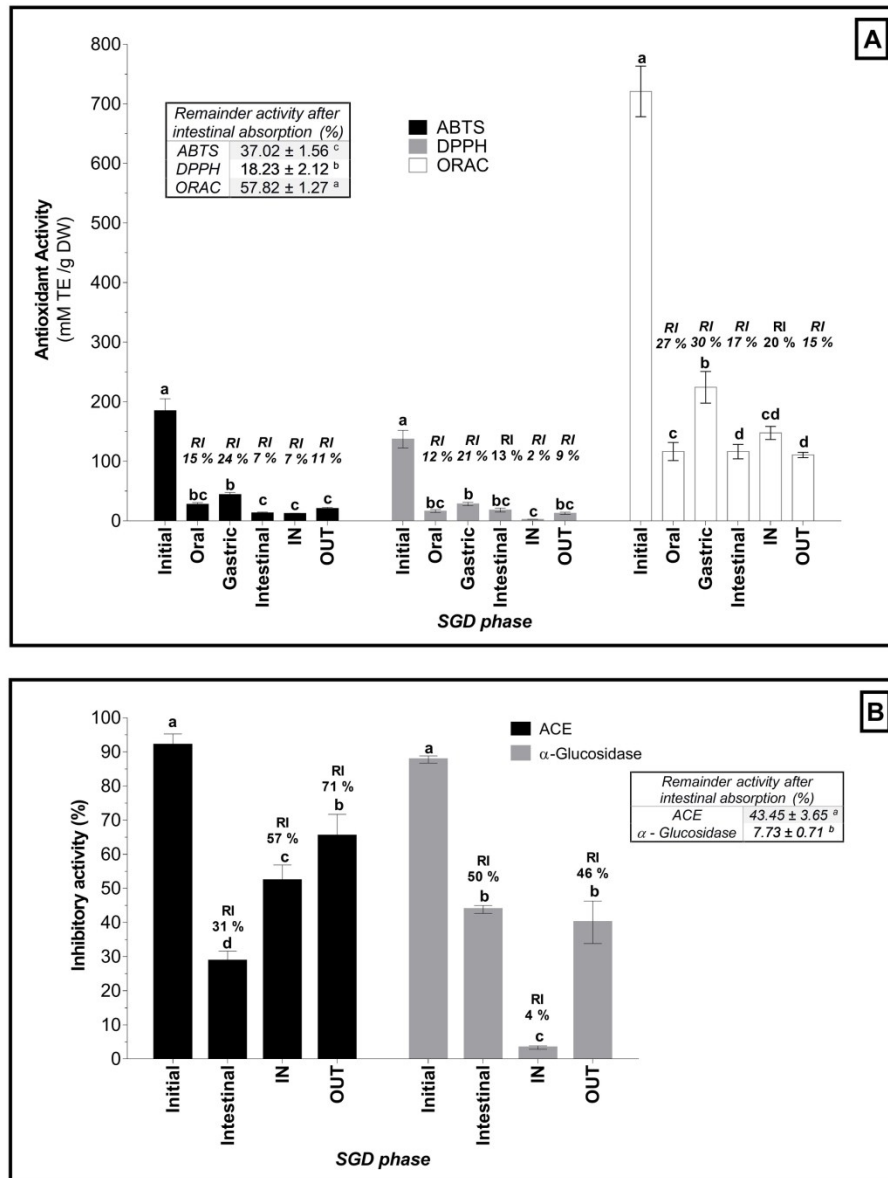 A
800
700
600
500
400
300
200
100
0
Antioxidant Activity
(mM TE /g DW)
Remainder activity after
intestinal absorption (%)
ABTS 37.02 ± 1.56 c
DPPH 18.23 ± 2.12 b
ORAC 57.82 ± 1.27 a
ABTS
DPPH
ORAC
a
RI RI RI RI RI
15 % 24 % 7 % 7 % 11 %
bc b c c c
a
RI RI RI RI RI
12 % 21 % 13 % 2 % 9 %
bc b bc c bc
a
RI RI RI RI RI
27 % 30 % 17 % 20 % 15 %
c b d cd d
Initial Oral Gastric Intestinal IN OUT Initial Oral Gastric Intestinal IN OUT Initial Oral Gastric Intestinal IN OUT
SGD phase
B
100
90
80
70
60
50
40
30
20
10
0
Inhibitory activity (%)
ACE
α-Glucosidase
Remainder activity after
intestinal absorption (%)
ACE 43.45 ± 3.65 a
α - Glucosidase 7.73 ± 0.71 b
a
RI
31 %
d
RI
57 %
c
RI
71 %
b
a
RI
50 %
b
RI
4 %
c
RI
46 %
b
Initial Intestinal IN OUT Initial Intestinal IN OUT
SGD phase